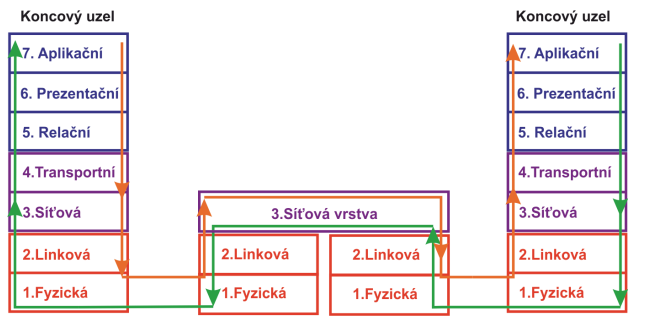 Koncový uzel
7. Aplikační
6. Prezentační
5. Relační
4.Transportní
3.Síťová
2.Linková
1.Fyzická
3.Síťová vrstva
2.Linková
1.Fyzická
2.Linková
1.Fyzická
Koncový uzel
7. Aplikační
6. Prezentační
5. Relační
4.Transportní
3.Síťová
2.Linková
1.Fyzická